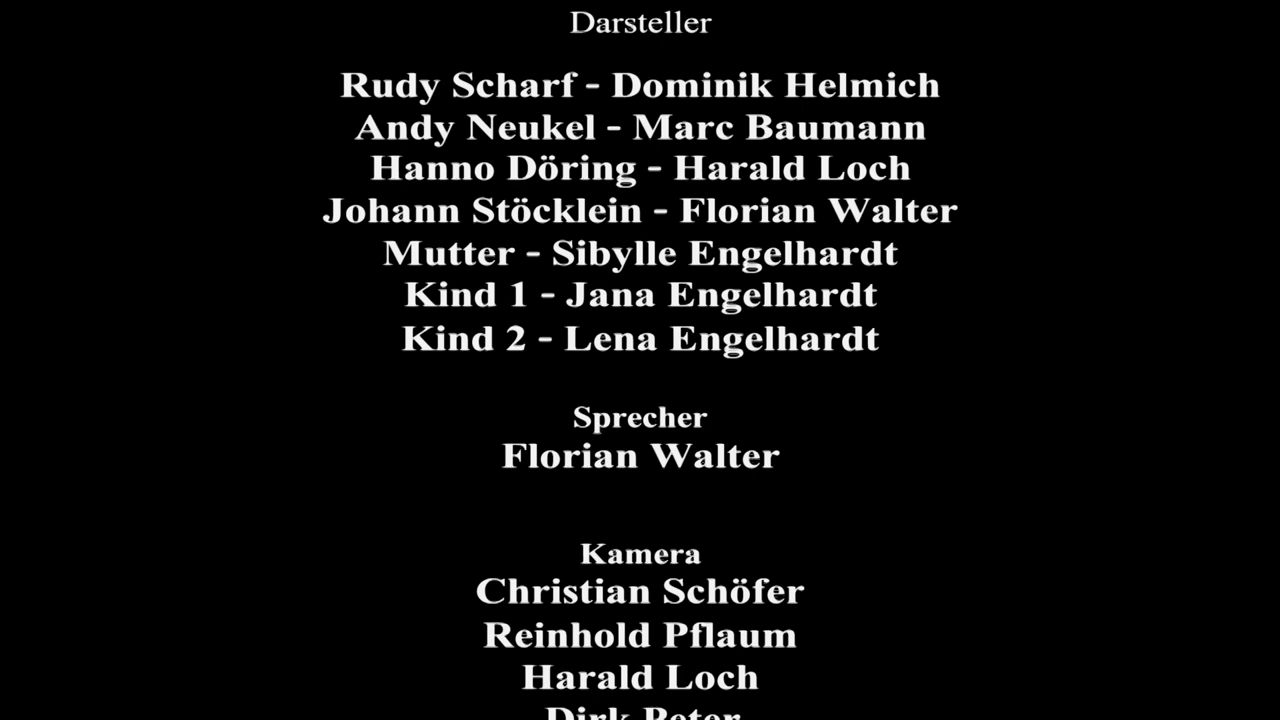 Darsteller
Rudy Scharf - Dominik Helmich
Andy Neukel - Marc Baumann
Hanno Döring - Harald Loch
Johann Stöcklein - Florian Walter
Mutter - Sibylle Engelhardt
Kind 1 - Jana Engelhardt
Kind 2 - Lena Engelhardt
Sprecher
Florian Walter
Kamera
Christian Schöfer
Reinhold Pflaum
Harald Loch
Dirk Peter